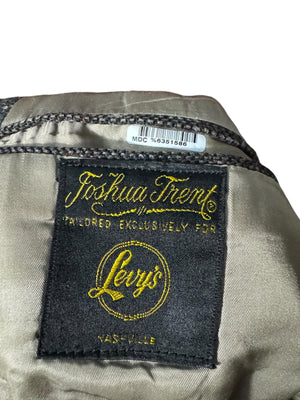 MDC %6351586
Joshua Trent®
TAILORED EXCLUSIVELY FOR
Levy's
NASHVILLE